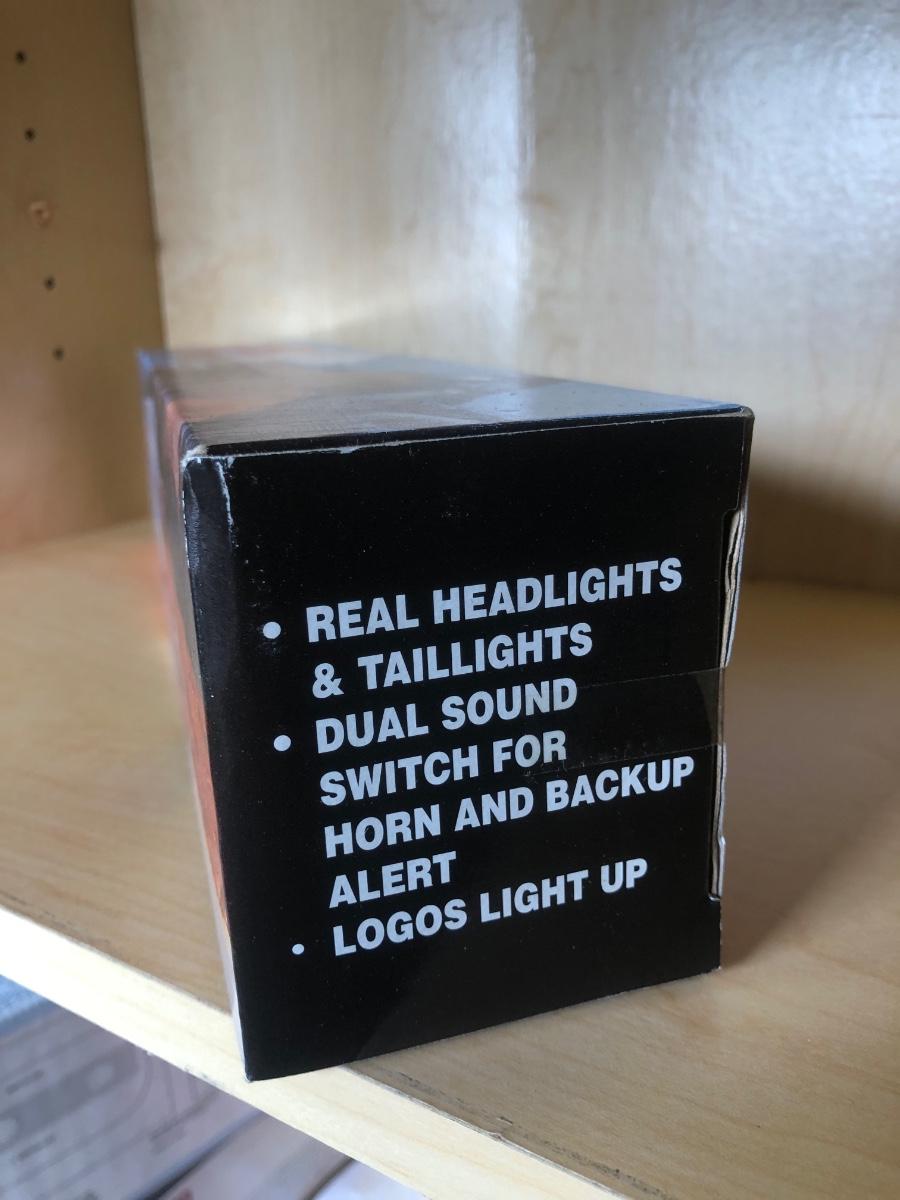 • REAL HEADLIGHTS
& TAILLIGHTS
• DUAL SOUND
SWITCH FOR
HORN AND BACKUP
ALERT
• LOGOS LIGHT UP